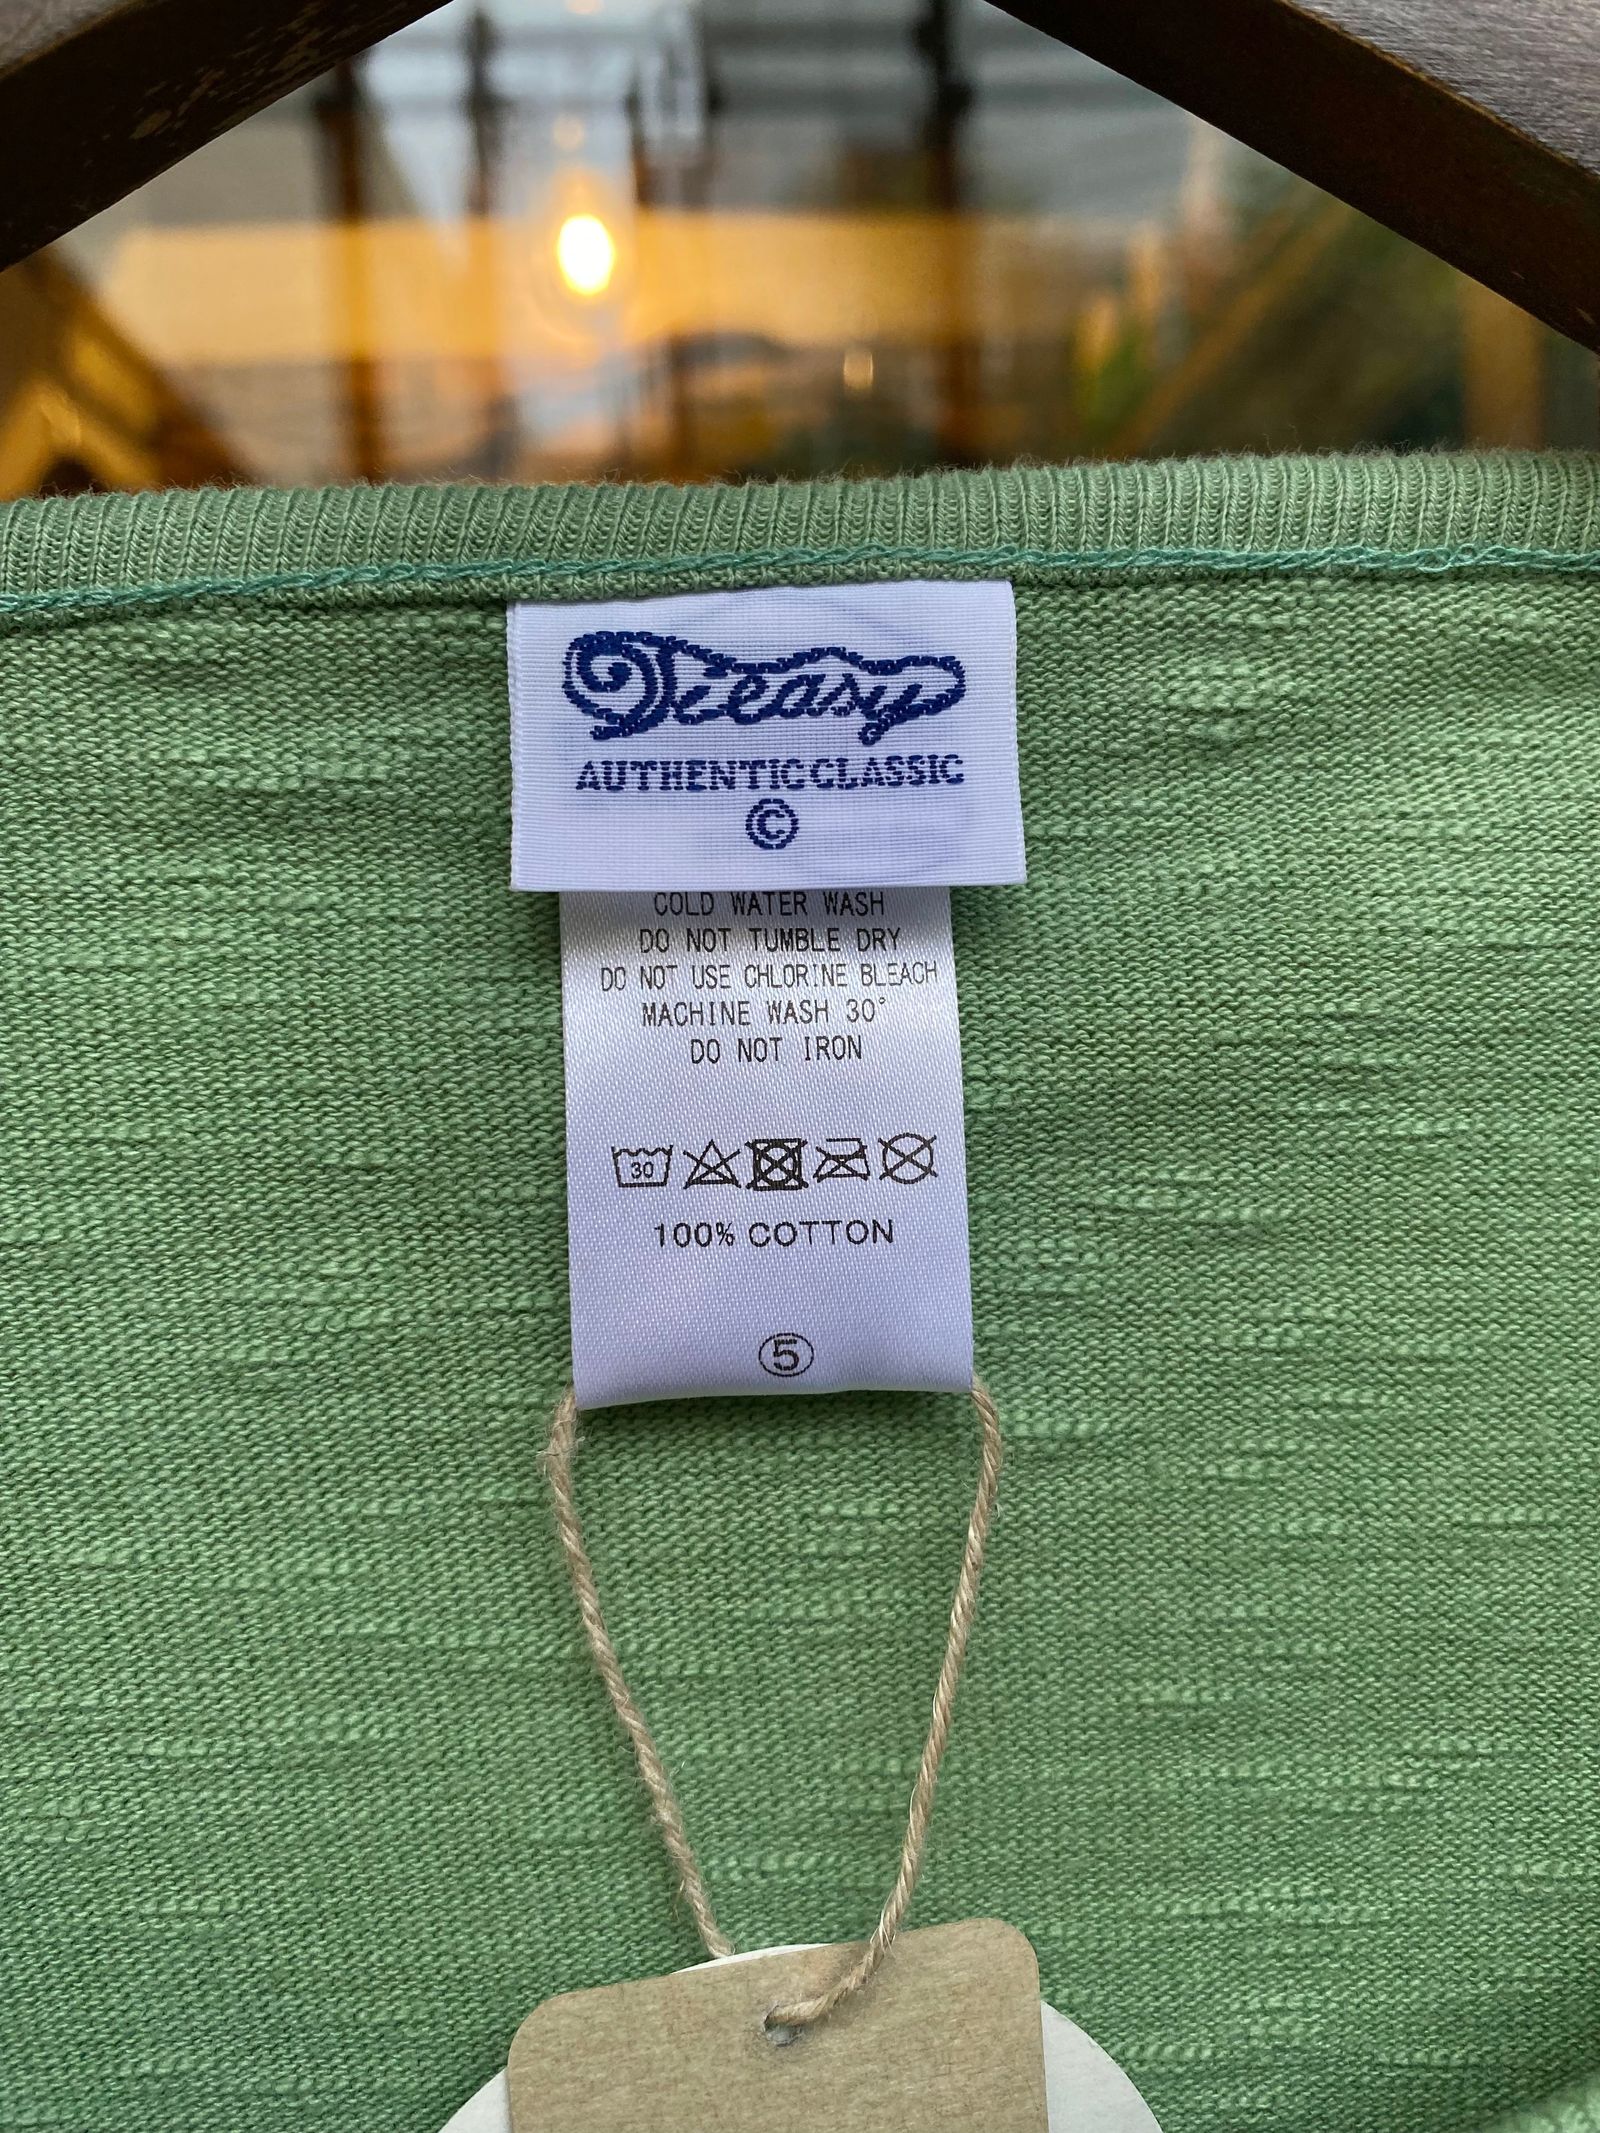 Tieasy
AUTHENTIC CLASSIC
©
COLD WATER WASH
DO NOT TUMBLE DRY
DO NOT USE CHLORINE BLEACH
MACHINE WASH 30°
DO NOT IRON
30
100% COTTON
5